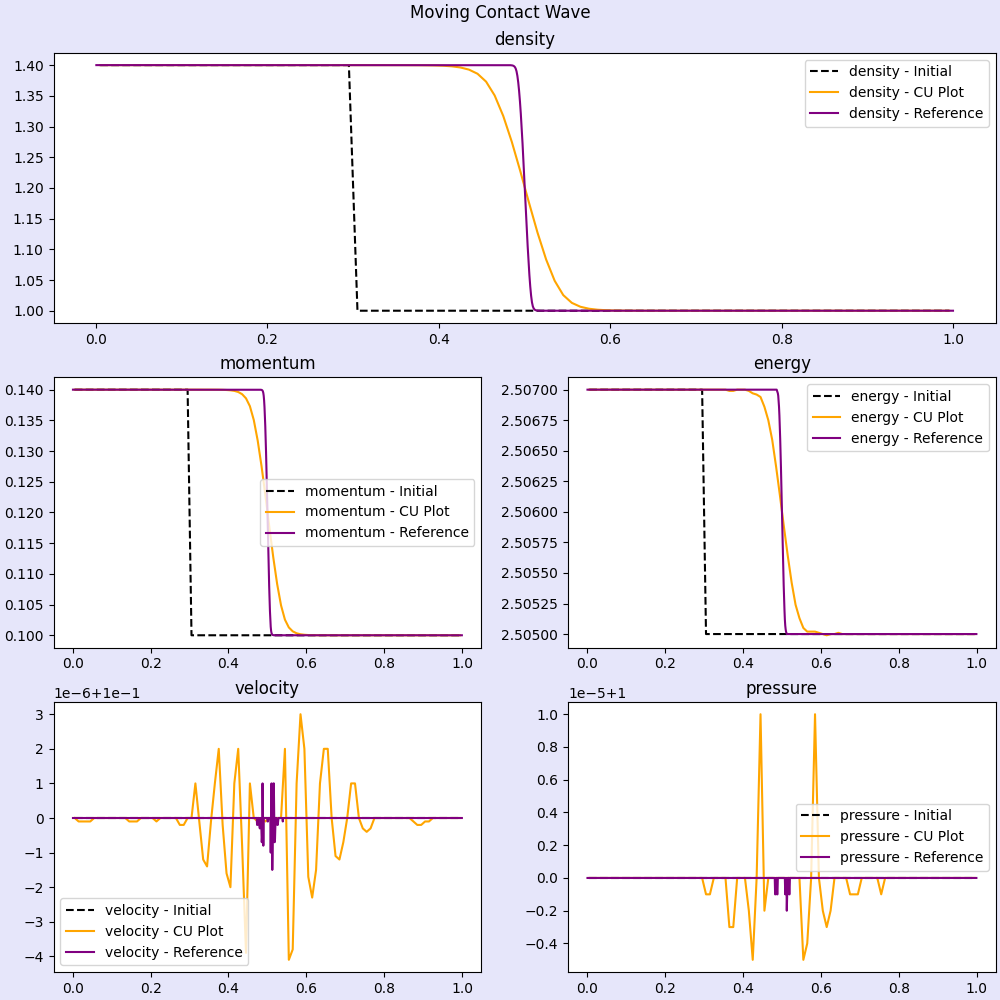 Moving Contact Wave
density
1.40
1.35
1.30
1.25
1.20
1.15
1.10
1.05
1.00
density - Initial
density - CU Plot
density - Reference
0.0 0.2 0.4 0.6 0.8 1.0
momentum
0.140
0.135
0.130
0.125
0.120
0.115
0.110
0.105
0.100
momentum - Initial
momentum - CU Plot
momentum - Reference
0.0 0.2 0.4 0.6 0.8 1.0
energy
2.50700
2.50675
2.50650
2.50625
2.50600
2.50575
2.50550
2.50525
2.50500
energy - Initial
energy - CU Plot
energy - Reference
0.0 0.2 0.4 0.6 0.8 1.0
velocity
1e−6+1e−1
3
2
1
0
−1
−2
−3
−4
velocity - Initial
velocity - CU Plot
velocity - Reference
0.0 0.2 0.4 0.6 0.8 1.0
pressure
1e−5+1
1.0
0.8
0.6
0.4
0.2
0.0
−0.2
−0.4
pressure - Initial
pressure - CU Plot
pressure - Reference
0.0 0.2 0.4 0.6 0.8 1.0